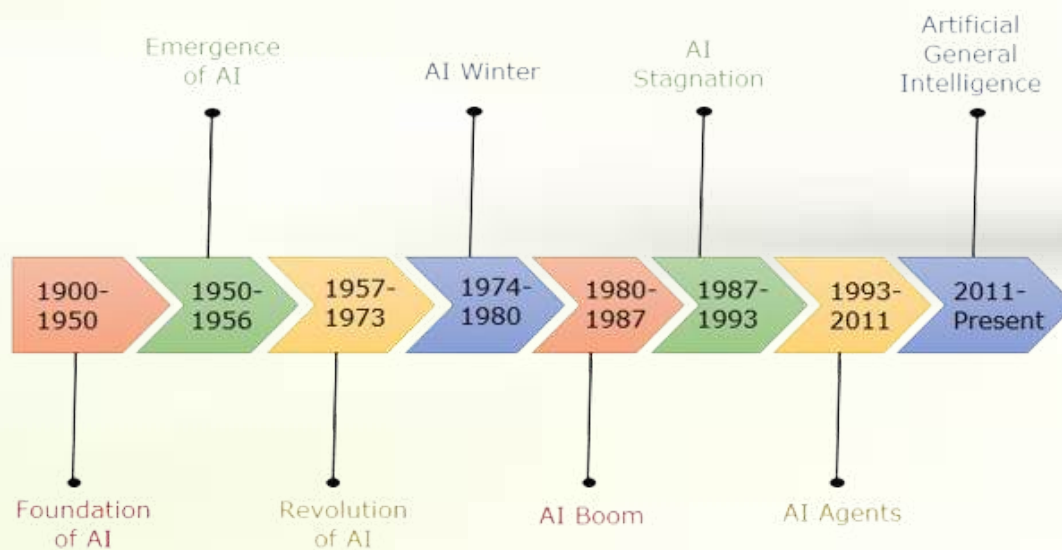 Emergence
of AI
AI Winter
AI
Stagnation
Artificial
General
Intelligence
1900-
1950
1950-
1956
1957-
1973
1974-
1980
1980-
1987
1987-
1993
1993-
2011
2011-
Present
Foundation
of AI
Revolution
of AI
AI Boom
AI Agents